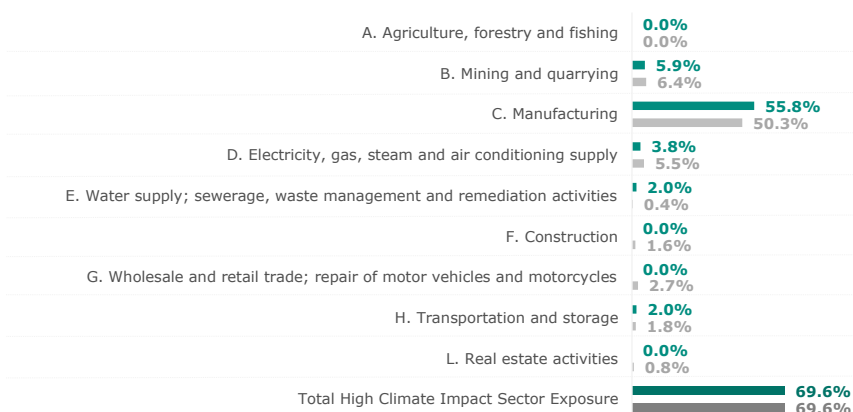 A. Agriculture, forestry and fishing
0.0%
0.0%
B. Mining and quarrying
5.9%
6.4%
C. Manufacturing
55.8%
50.3%
D. Electricity, gas, steam and air conditioning supply
3.8%
5.5%
E. Water supply; sewerage, waste management and remediation activities
2.0%
0.4%
F. Construction
0.0%
1.6%
G. Wholesale and retail trade; repair of motor vehicles and motorcycles
0.0%
2.7%
H. Transportation and storage
2.0%
1.8%
L. Real estate activities
0.0%
0.8%
Total High Climate Impact Sector Exposure
69.6%
69.6%